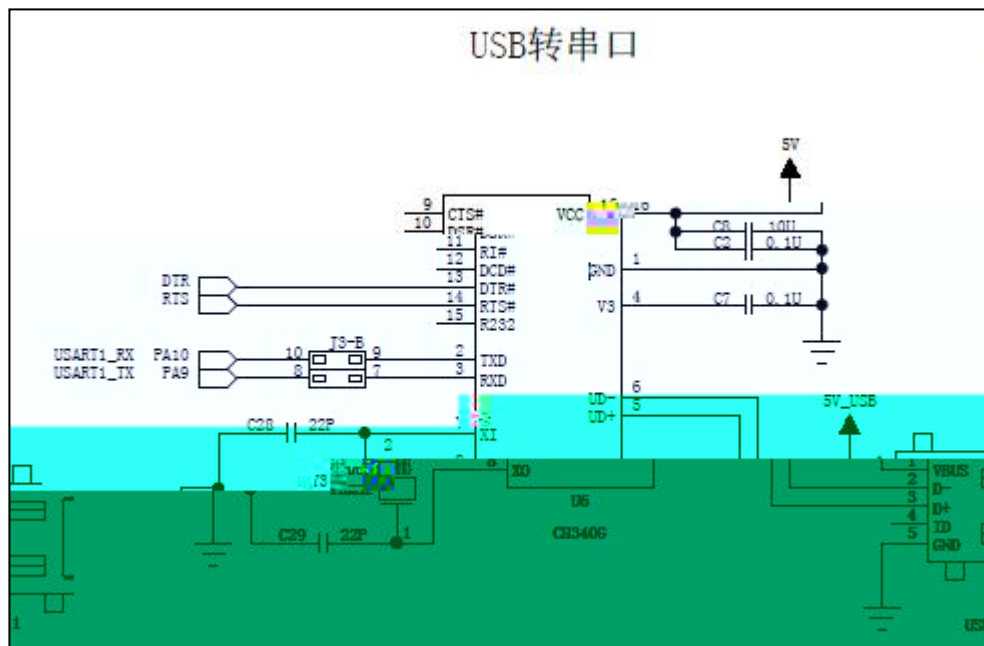 USB转串口
5V
9 CTS# VCC
10 DSR# C8 10U
11 RI# C2 0.1U
12 DCD# GND 1
DTR 13 DTR#
RTS 14 RTS# V3 4 C7 0.1U
15 R232
J3-B
USART1_RX PA10 10 9 2 TXD
USART1_TX PA9 8 7 3 RXD
UD- 6 5V_USB
UD+ 5
C28 22P XI
2
8 XO 1 VBUS
2 D-
U6 3 D+
4 ID
C29 22P 1 CH340G 5 GND
1